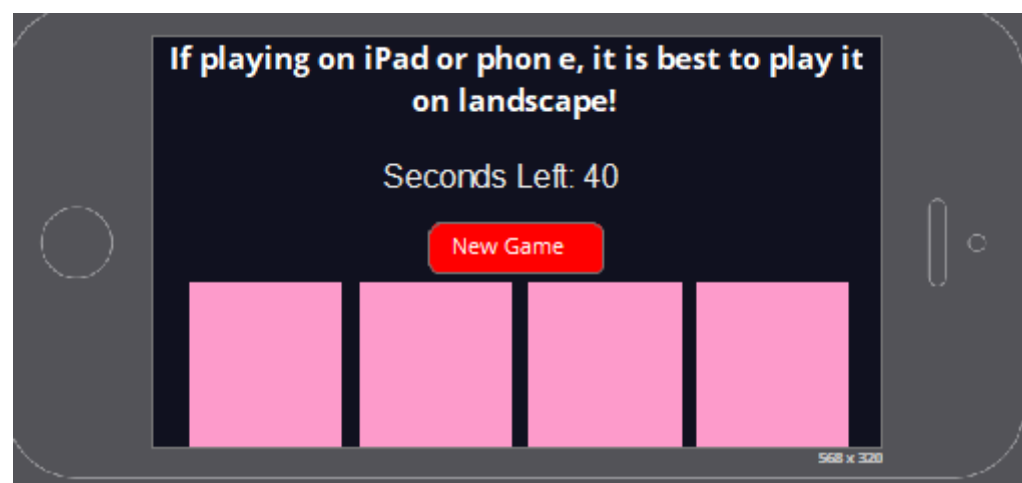 If playing on iPad or phon e, it is best to play it
on landscape!
Seconds Left: 40
New Game
568 x 320